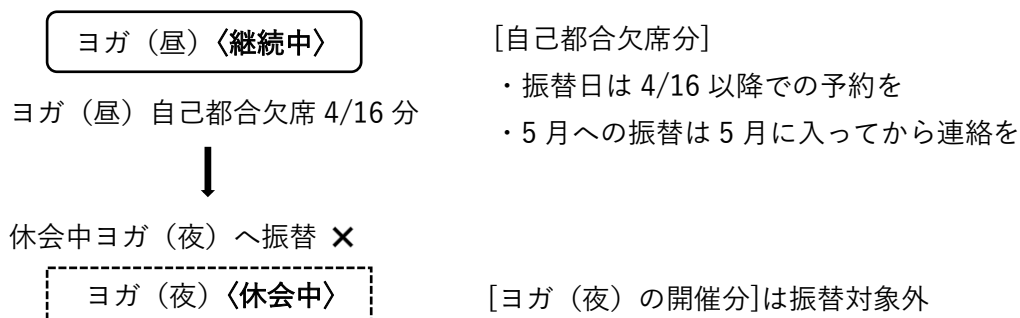 ヨガ（昼）〈継続中〉
ヨガ（昼）自己都合欠席 4/16 分
休会中ヨガ（夜）へ振替 ×
ヨガ（夜）〈休会中〉
[自己都合欠席分]
・振替日は 4/16 以降での予約を
・5 月への振替は 5 月に入ってから連絡を
[ヨガ（夜）の開催分]は振替対象外